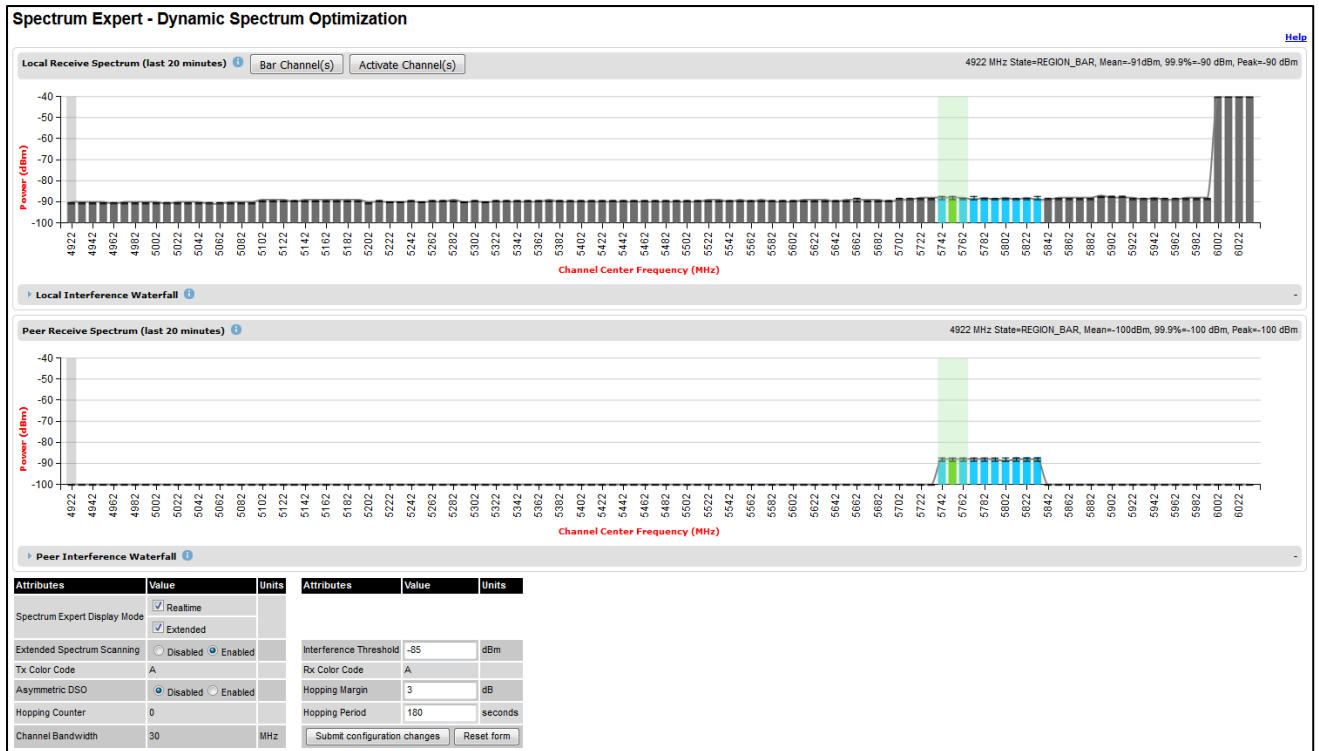 Spectrum Expert - Dynamic Spectrum Optimization
Help
Local Receive Spectrum (last 20 minutes) i Bar Channel(s) Activate Channel(s) 4922 MHz State=REGION_BAR, Mean=-91dBm, 99.9%=-90 dBm, Peak=-90 dBm
-40
-50
-60
-70
-80
-90
-100
Power (dBm)
4922 4942 4962 4982 5002 5022 5042 5062 5082 5102 5122 5142 5162 5182 5202 5222 5242 5262 5282 5302 5322 5342 5362 5382 5402 5422 5442 5462 5482 5502 5522 5542 5562 5582 5602 5622 5642 5662 5682 5702 5722 5742 5762 5782 5802 5822 5842 5862 5882 5902 5922 5942 5962 5982 6002 6022
Channel Center Frequency (MHz)
Local Interference Waterfall i -
Peer Receive Spectrum (last 20 minutes) i 4922 MHz State=REGION_BAR, Mean=-100dBm, 99.9%=-100 dBm, Peak=-100 dBm
-40
-50
-60
-70
-80
-90
-100
Power (dBm)
4922 4942 4962 4982 5002 5022 5042 5062 5082 5102 5122 5142 5162 5182 5202 5222 5242 5262 5282 5302 5322 5342 5362 5382 5402 5422 5442 5462 5482 5502 5522 5542 5562 5582 5602 5622 5642 5662 5682 5702 5722 5742 5762 5782 5802 5822 5842 5862 5882 5902 5922 5942 5962 5982 6002 6022
Channel Center Frequency (MHz)
Peer Interference Waterfall i -
Attributes Value Units Attributes Value Units
Spectrum Expert Display Mode Realtime
Extended
Extended Spectrum Scanning Disabled Enabled Interference Threshold -85 dBm
Tx Color Code A Rx Color Code A
Asymmetric DSO Disabled Enabled Hopping Margin 3 dB
Hopping Counter 0 Hopping Period 180 seconds
Channel Bandwidth 30 MHz Submit configuration changes Reset form